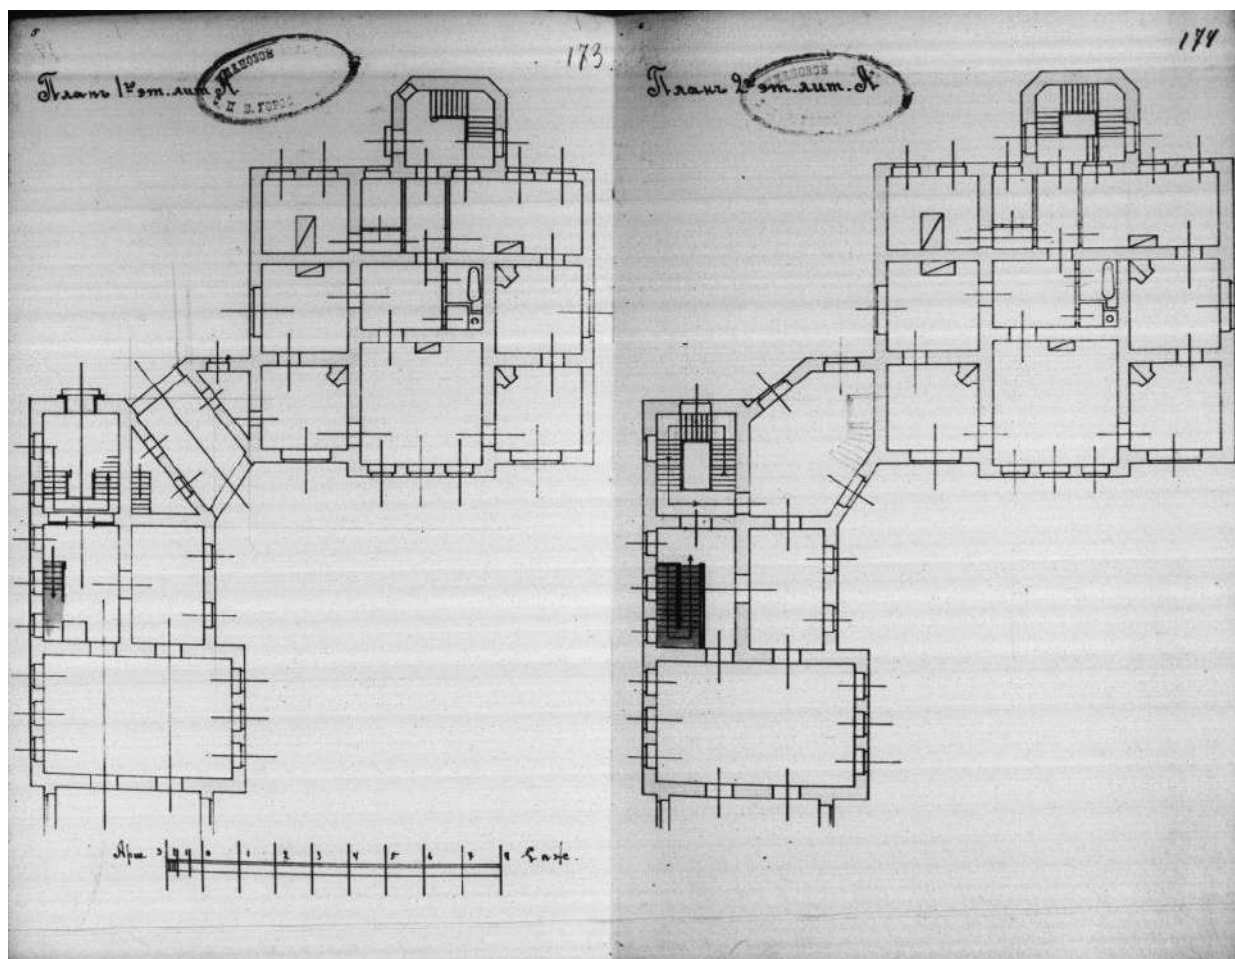 173
Планъ 1го эт. лит. А
174
Планъ 2го эт. лит. А
Арш 3 2 1 0 1 2 3 4 5 6 7 8 Саж.